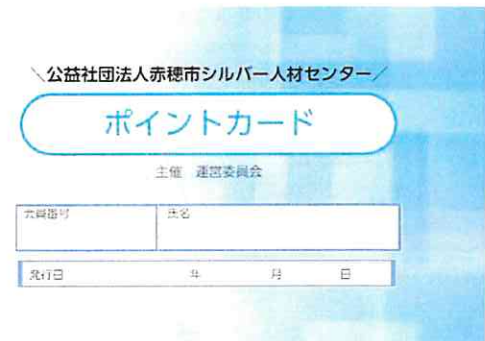 \公益社団法人赤穂市シルバー人材センター/
ポイントカード
主催 運営委員会
会員番号 氏名
発行日 年 月 日